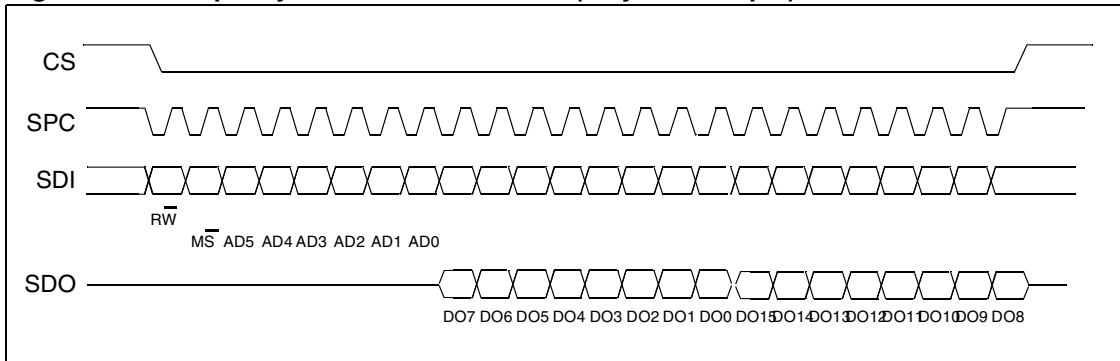 CS
SPC
SDI
RW
MS AD5 AD4 AD3 AD2 AD1 AD0
SDO
DO7 DO6 DO5 DO4 DO3 DO2 DO1 DO0 DO15 DO14 DO13 DO12 DO11 DO10 DO9 DO8